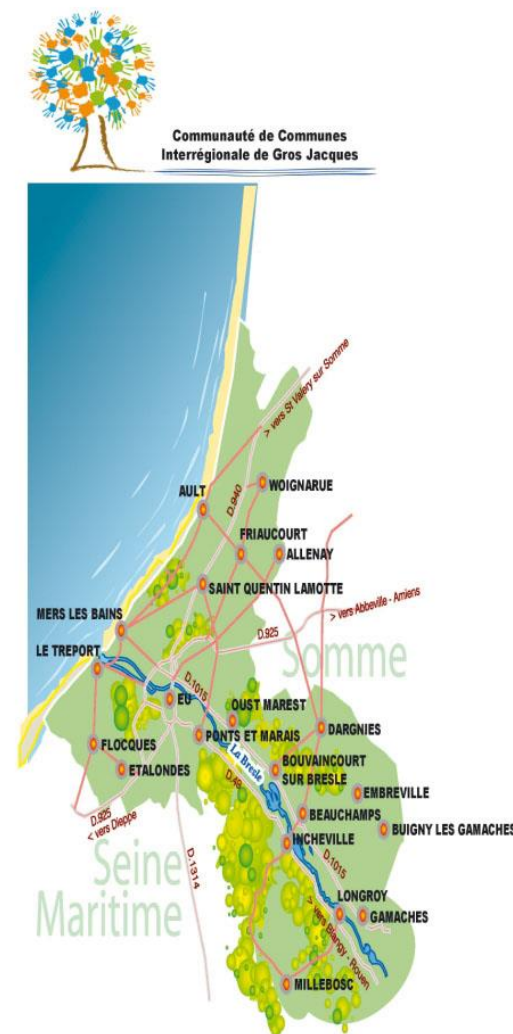 Communauté de Communes
Interrégionale de Gros Jacques
> vers St Valery sur Somme
D.940
WOIGNARUE
AULT
FRIAUCOURT
ALLENAY
SAINT QUENTIN LAMOTTE
> vers Abbeville - Amiens
MERS LES BAINS
D.925
Somme
LE TREPORT
D.1015
EU
OUST MAREST
DARGNIES
PONTS ET MARAIS
FLOCQUES
La Bresle
BOUVAINCOURT
SUR BRESLE
ETALONDES
D.49
EMBREVILLE
BEAUCHAMPS
D.925
< vers Dieppe
BUIGNY LES GAMACHES
INCHEVILLE
D.1015
Seine
Maritime
D.1314
LONGROY
GAMACHES
> vers Blangy - Rouen
MILLEBOSC